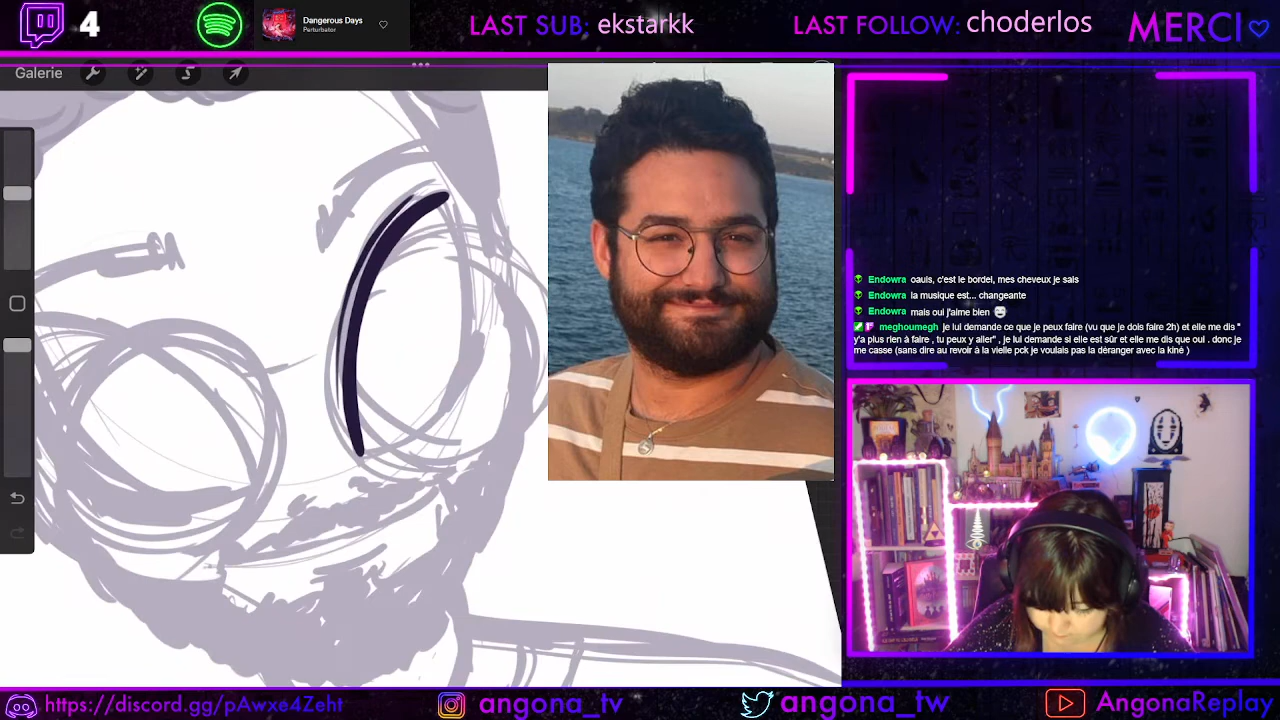 4
Dangerous Days
Perturbator
LAST SUB: ekstarkk
LAST FOLLOW: choderlos
MERCI
Galerie
Endowra oauis, c'est le bordel, mes cheveux je sais
Endowra la musique est... changeante
Endowra mais oui j'aime bien
meghoumegh je lui demande ce que je peux faire (vu que je dois faire 2h) et elle me dis "
y'a plus rien à faire , tu peux y aller" , je lui demande si elle est sûr et elle me dis que oui . donc je
me casse (sans dire au revoir à la vielle pck je voulais pas la déranger avec la kiné )
https://discord.gg/pAwxe4Zeht
angona_tv
angona_tw
AngonaReplay